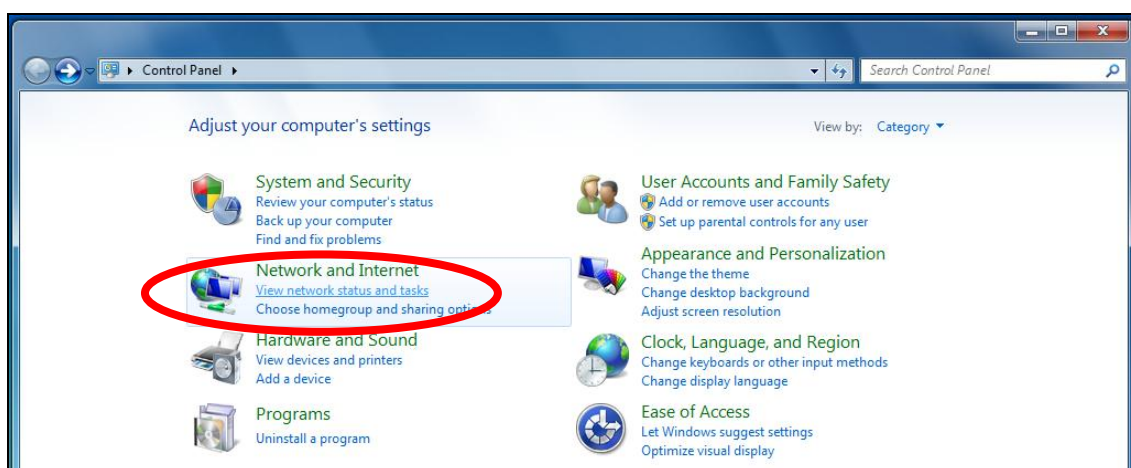 Control Panel
Search Control Panel
Adjust your computer's settings
View by: Category
System and Security
Review your computer's status
Back up your computer
Find and fix problems
Network and Internet
View network status and tasks
Choose homegroup and sharing options
Hardware and Sound
View devices and printers
Add a device
Programs
Uninstall a program
User Accounts and Family Safety
Add or remove user accounts
Set up parental controls for any user
Appearance and Personalization
Change the theme
Change desktop background
Adjust screen resolution
Clock, Language, and Region
Change keyboards or other input methods
Change display language
Ease of Access
Let Windows suggest settings
Optimize visual display